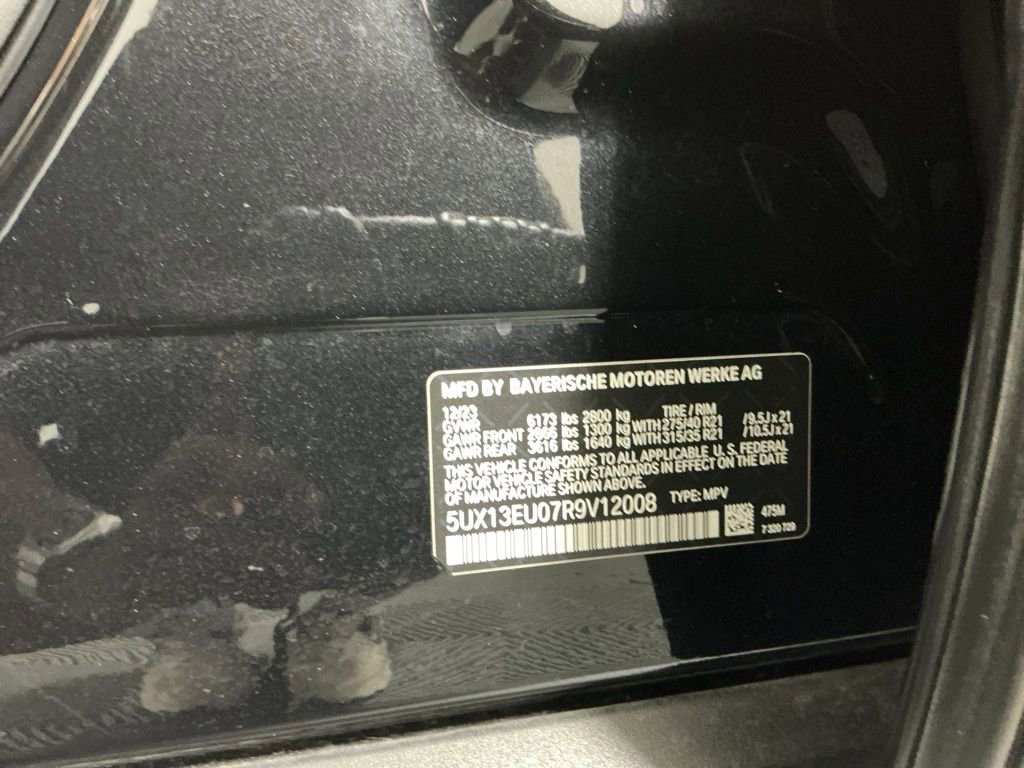 MFD BY BAYERISCHE MOTOREN WERKE AG
12/23 TIRE / RIM
GVWR 6173 lbs 2800 kg
GAWR FRONT 2866 lbs 1300 kg WITH 275/40 R21 /9.5J x 21
GAWR REAR 3616 lbs 1640 kg WITH 315/35 R21 /10.5J x 21
THIS VEHICLE CONFORMS TO ALL APPLICABLE U. S. FEDERAL
MOTOR VEHICLE SAFETY STANDARDS IN EFFECT ON THE DATE
OF MANUFACTURE SHOWN ABOVE.
5UX13EU07R9V12008 TYPE: MPV
475M
7 320 729